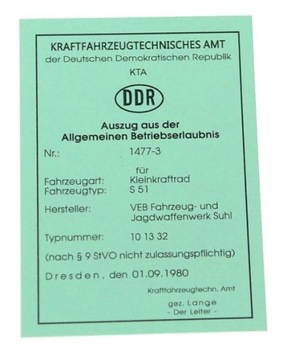 KRAFTFAHRZEUGTECHNISCHES AMT
der Deutschen Demokratischen Republik
KTA
DDR
Auszug aus der
Allgemeinen Betriebserlaubnis
Nr.: 1477-3
für
Fahrzeugart: Kleinkraftrad
Fahrzeugtyp: S 51
Hersteller: VEB Fahrzeug- und
Jagdwaffenwerk Suhl
Typnummer: 10 13 32
(nach § 9 StVO nicht zulassungspflichtig)
Dresden, den 01.09.1980
Kraftfahrzeugtechn. Amt
gez. Lange
- Der Leiter -